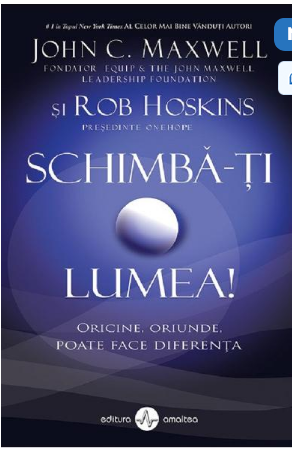 # 1 în Topul New York Times AL CELOR MAI BINE VÂNDUȚI AUTORI
JOHN C. MAXWELL
FONDATOR EQUIP & THE JOHN MAXWELL
LEADERSHIP FOUNDATION
ȘI ROB HOSKINS
PREȘEDINTE ONEHOPE
SCHIMBĂ-ȚI
LUMEA!
ORICINE, ORIUNDE,
POATE FACE DIFERENȚA
editura amaltea